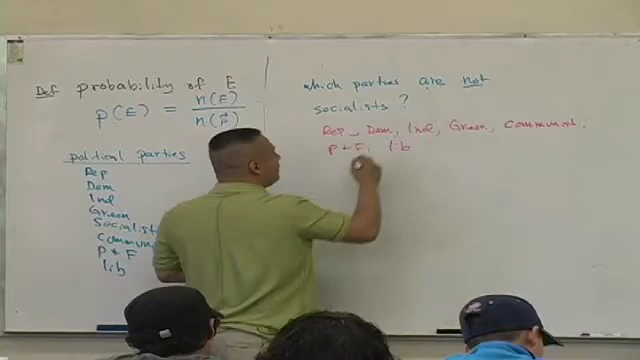 Def probability of E
P(E) = n(E)
political parties
Rep
Dem
Ind
Green
Socialist
Commun
P + F
lib
which parties are not
socialists ?
Rep, Dem, Ind, Green, Communist,
P + F, lib